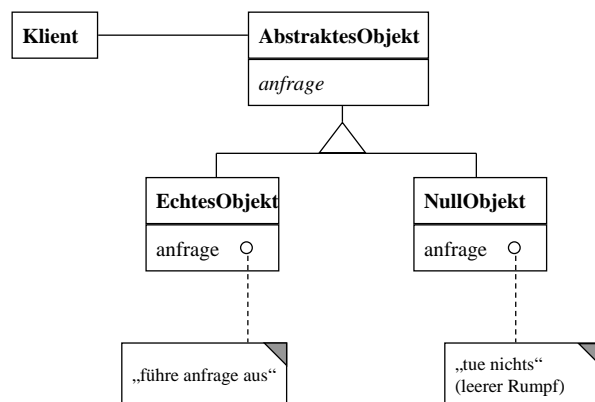 Klient
AbstraktesObjekt
anfrage
EchtesObjekt
anfrage
NullObjekt
anfrage
„führe anfrage aus“
„tue nichts“
(leerer Rumpf)